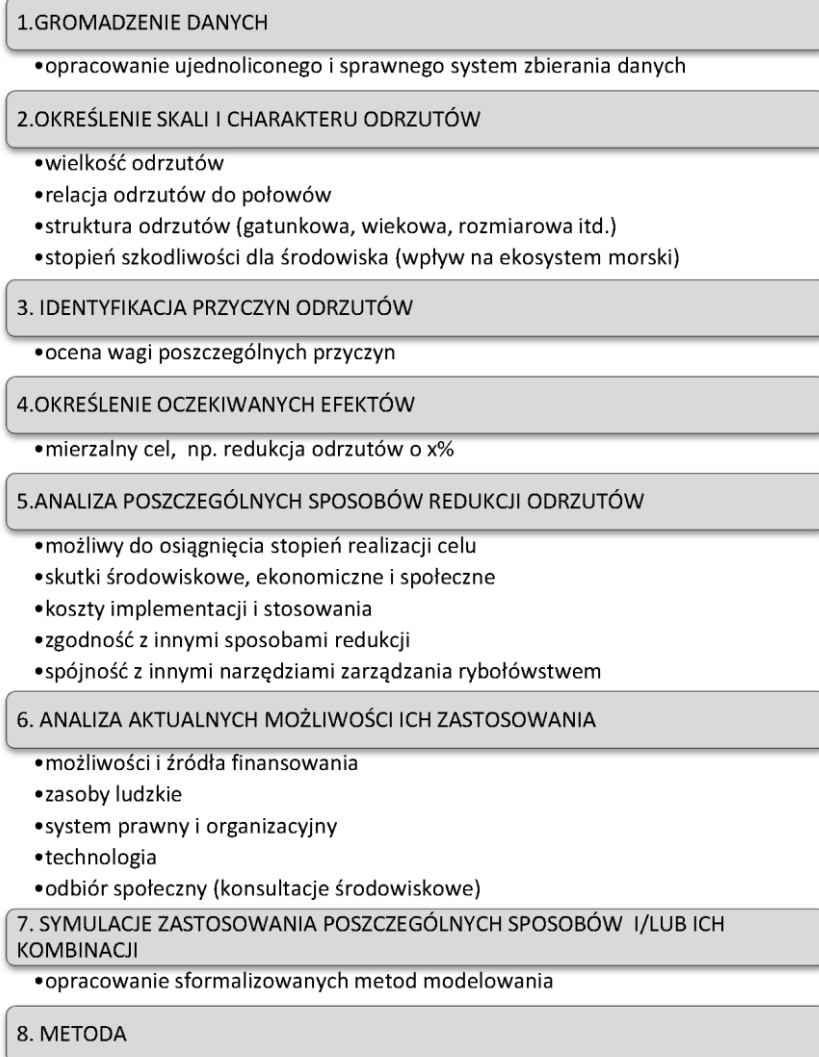 1.GROMADZENIE DANYCH
•opracowanie ujednoliconego i sprawnego system zbierania danych
2.OKREŚLENIE SKALI I CHARAKTERU ODRZUTÓW
•wielkość odrzutów
•relacja odrzutów do połowów
•struktura odrzutów (gatunkowa, wiekowa, rozmiarowa itd.)
•stopień szkodliwości dla środowiska (wpływ na ekosystem morski)
3. IDENTYFIKACJA PRZYCZYN ODRZUTÓW
•ocena wagi poszczególnych przyczyn
4.OKREŚLENIE OCZEKIWANYCH EFEKTÓW
•mierzalny cel, np. redukcja odrzutów o x%
5.ANALIZA POSZCZEGÓLNYCH SPOSOBÓW REDUKCJI ODRZUTÓW
•możliwy do osiągnięcia stopień realizacji celu
•skutki środowiskowe, ekonomiczne i społeczne
•koszty implementacji i stosowania
•zgodność z innymi sposobami redukcji
•spójność z innymi narzędziami zarządzania rybołówstwem
6. ANALIZA AKTUALNYCH MOŻLIWOŚCI ICH ZASTOSOWANIA
•możliwości i źródła finansowania
•zasoby ludzkie
•system prawny i organizacyjny
•technologia
•odbiór społeczny (konsultacje środowiskowe)
7. SYMULACJE ZASTOSOWANIA POSZCZEGÓLNYCH SPOSOBÓW I/LUB ICH
KOMBINACJI
•opracowanie sformalizowanych metod modelowania
8. METODA